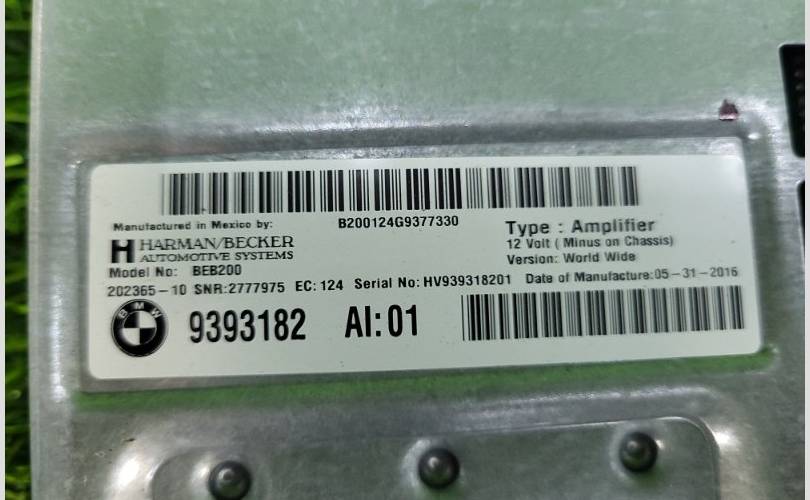 B200124G9377330
Manufactured in Mexico by:
H HARMAN/BECKER
AUTOMOTIVE SYSTEMS
Type : Amplifier
12 Volt ( Minus on Chassis)
Version: World Wide
Model No: BEB200
202365-10 SNR:2777975 EC:124 Serial No: HV939318201 Date of Manufacture:05-31-2016
BMW 9393182 AI:01